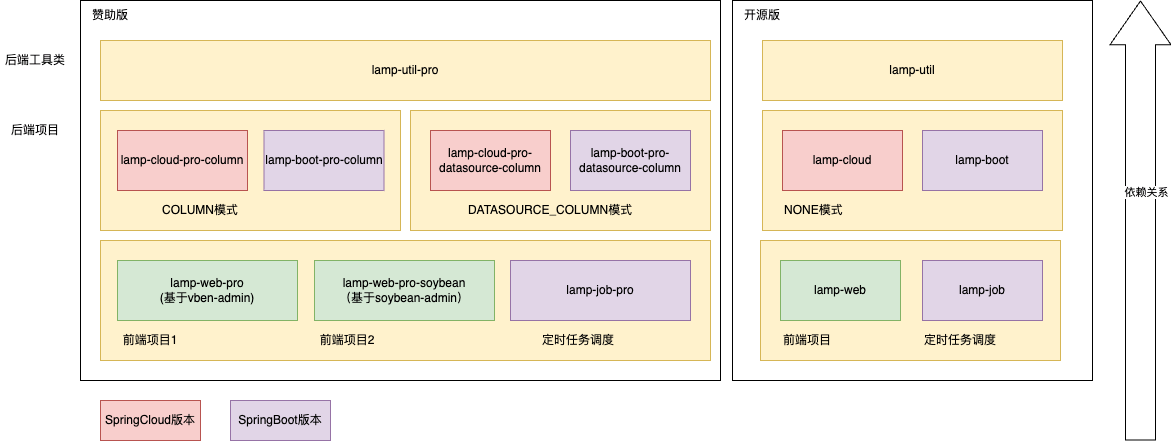 赞助版
开源版
后端工具类
lamp-util-pro
lamp-util
后端项目
lamp-cloud-pro-column
lamp-boot-pro-column
lamp-cloud-pro-
datasource-column
lamp-boot-pro-
datasource-column
lamp-cloud
lamp-boot
COLUMN模式
DATASOURCE_COLUMN模式
NONE模式
依赖关系
lamp-web-pro
(基于vben-admin)
lamp-web-pro-soybean
（基于soybean-admin）
lamp-job-pro
lamp-web
lamp-job
前端项目1
前端项目2
定时任务调度
前端项目
定时任务调度
SpringCloud版本
SpringBoot版本